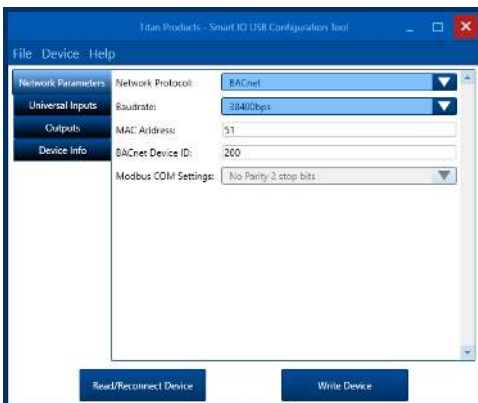 Titan Products - Smart IO USB Configuration Tool
File Device Help
Network Parameters
Universal Inputs
Outputs
Device Info
Network Protocol: BACnet
Baudrate: 38400bps
MAC Address: 51
BACnet Device ID: 200
Modbus COM Settings: No Parity 2 stop bits
Read/Reconnect Device
Write Device